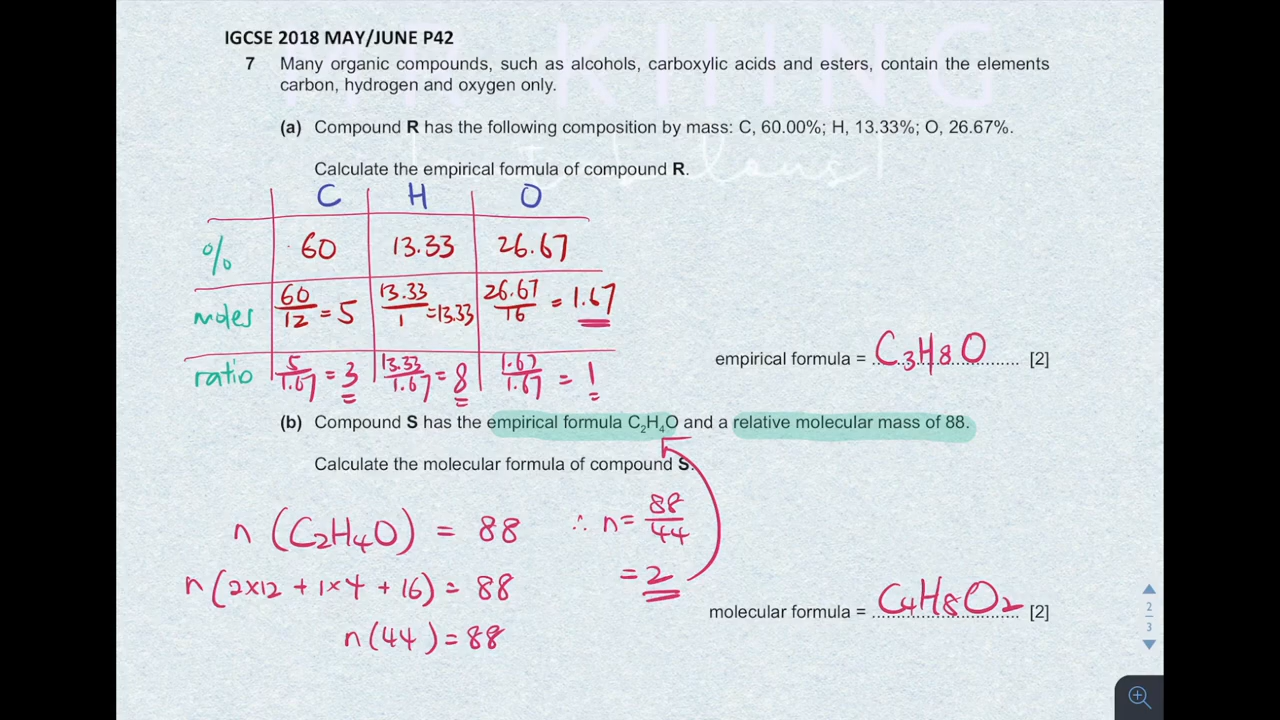 IGCSE 2018 MAY/JUNE P42
7 Many organic compounds, such as alcohols, carboxylic acids and esters, contain the elements
carbon, hydrogen and oxygen only.
(a) Compound R has the following composition by mass: C, 60.00%; H, 13.33%; O, 26.67%.
Calculate the empirical formula of compound R.
C H O
% 60 13.33 26.67
moles 60/12 = 5 13.33/1 = 13.33 26.67/16 = 1.67
empirical formula = C₃H₈O [2]
ratio 5/1.67 = 3 13.33/1.67 = 8 1.67/1.67 = 1
(b) Compound S has the empirical formula C₂H₄O and a relative molecular mass of 88.
Calculate the molecular formula of compound S.
n (C₂H₄O) = 88 ∴ n = 88/44
n (2×12 + 1×4 + 16) = 88 = 2
molecular formula = C₄H₈O₂ [2]
n (44) = 88
2
3